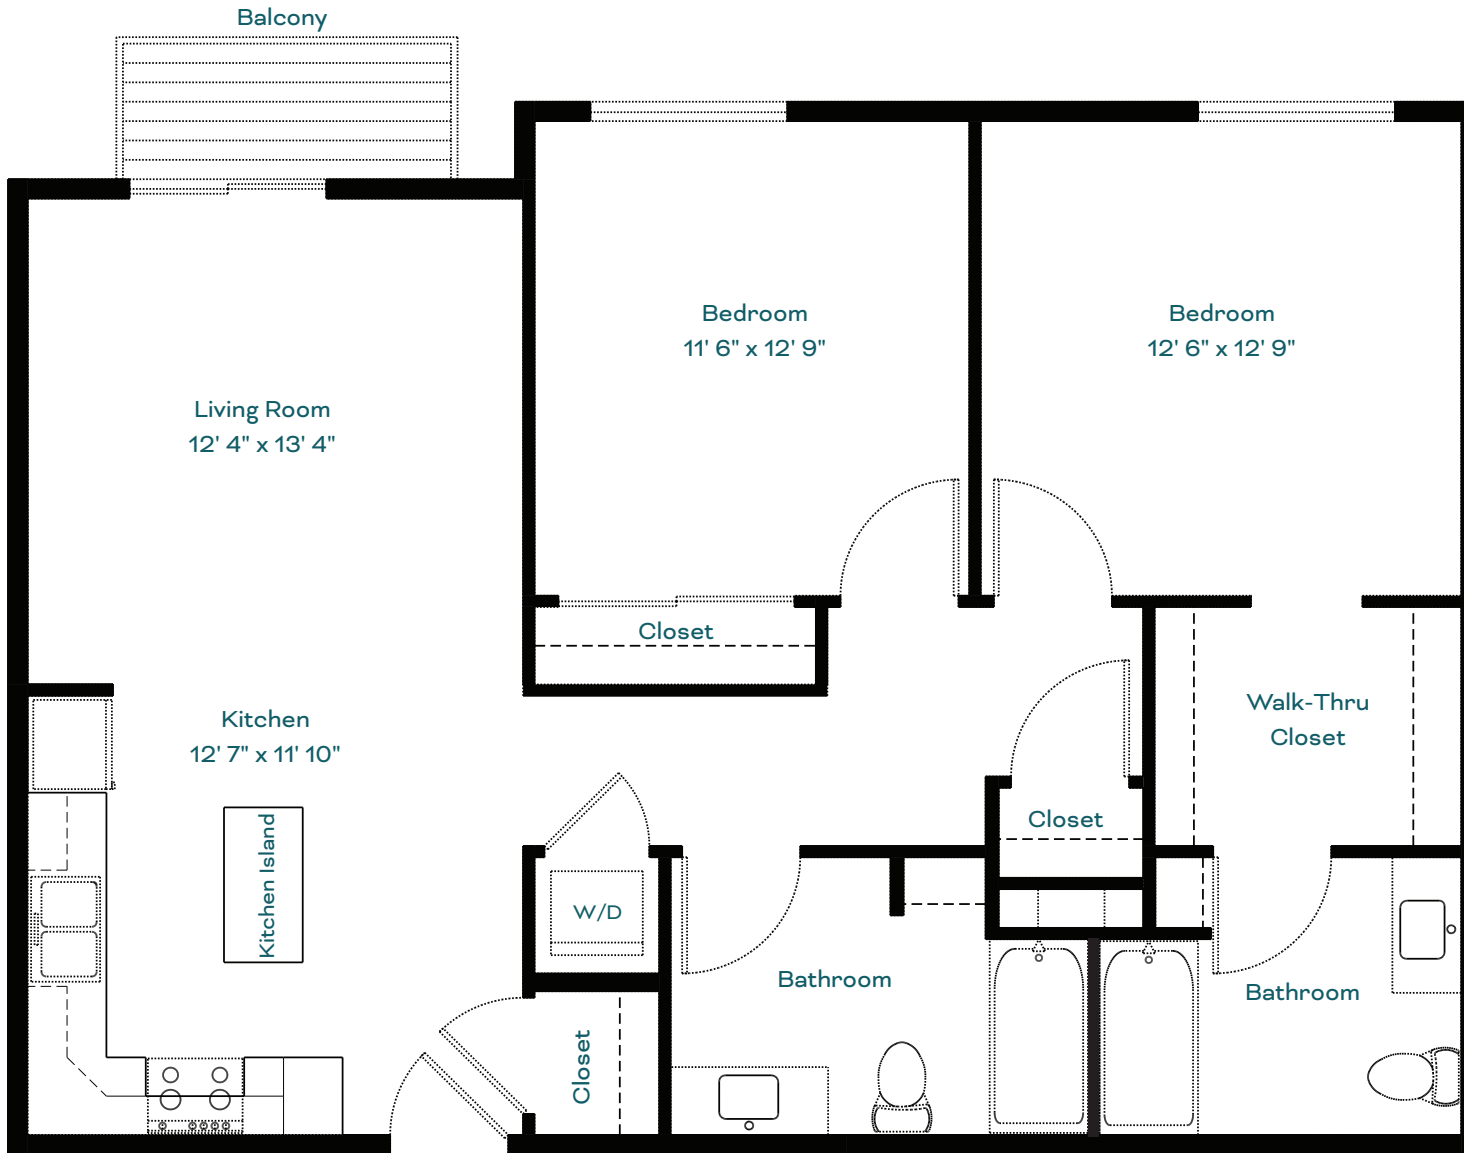 Balcony
Bedroom
11' 6" x 12' 9"
Bedroom
12' 6" x 12' 9"
Living Room
12' 4" x 13' 4"
Closet
Kitchen
12' 7" x 11' 10"
Walk-Thru
Closet
Closet
Kitchen Island
W/D
Bathroom
Bathroom
Closet